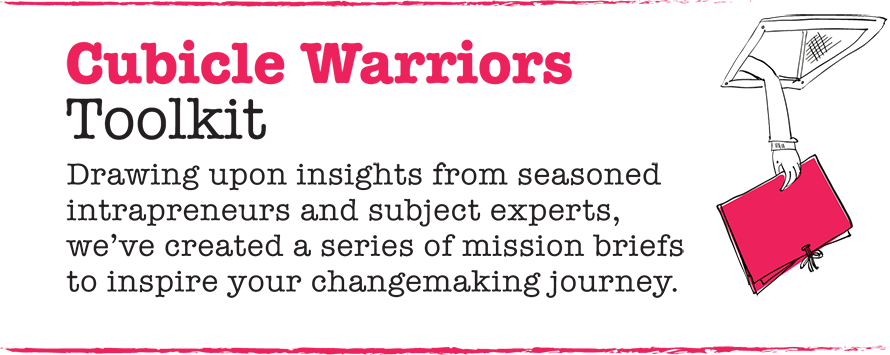 Cubicle Warriors
Toolkit
Drawing upon insights from seasoned
intrapreneurs and subject experts,
we’ve created a series of mission briefs
to inspire your changemaking journey.